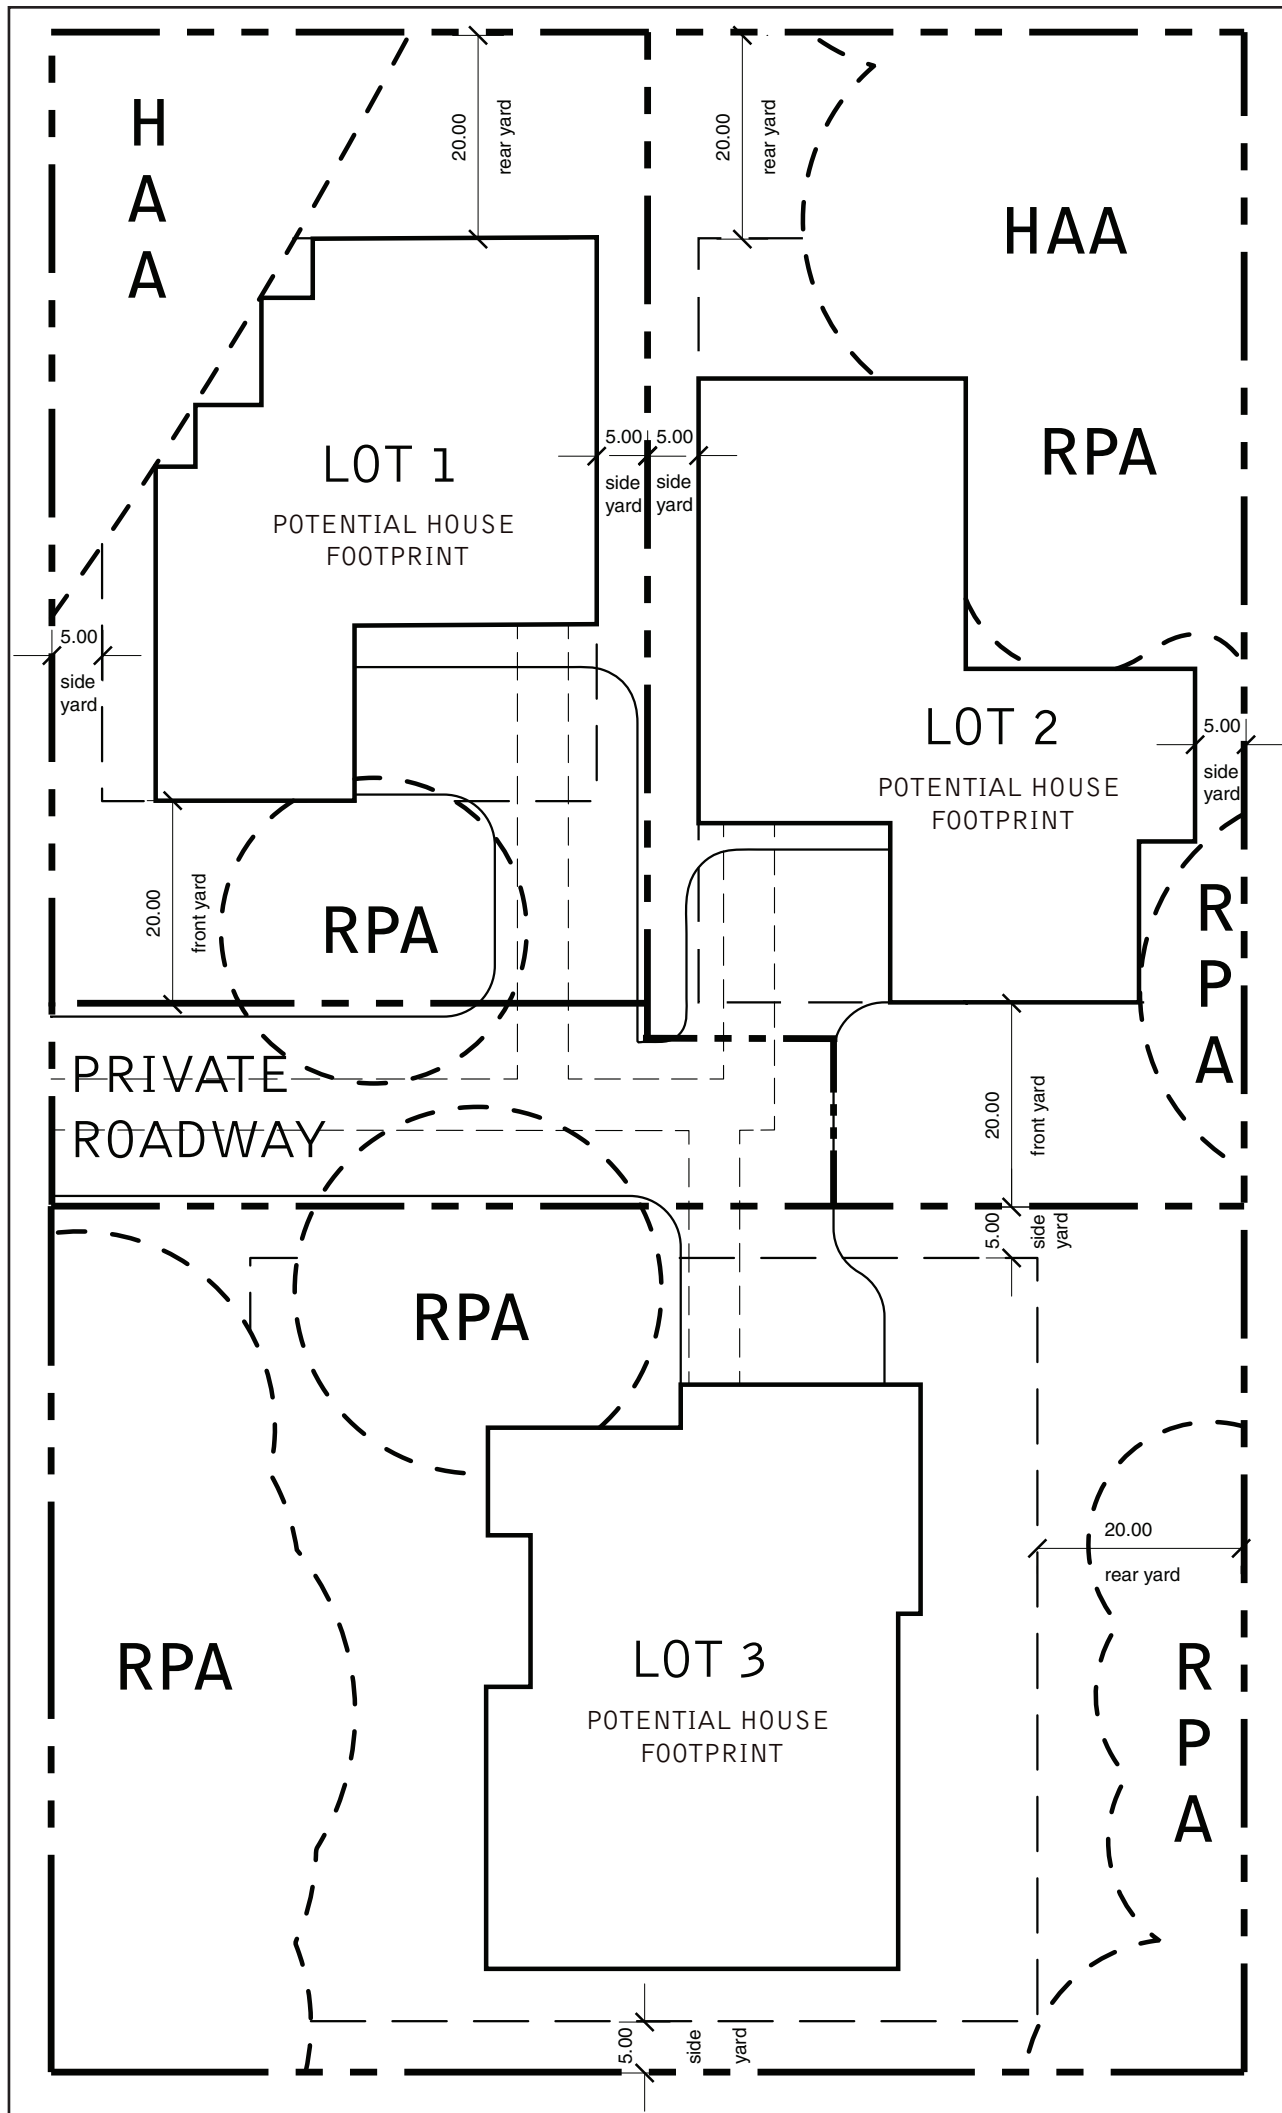 H
A
A
20.00
rear yard
20.00
rear yard
HAA
RPA
LOT 1
POTENTIAL HOUSE
FOOTPRINT
5.00
side
yard
5.00
side
yard
5.00
side
yard
LOT 2
POTENTIAL HOUSE
FOOTPRINT
5.00
side
yard
20.00
front yard
RPA
R
P
A
PRIVATE
ROADWAY
20.00
front yard
5.00
side
yard
RPA
20.00
rear yard
RPA
LOT 3
POTENTIAL HOUSE
FOOTPRINT
R
P
A
5.00
side
yard